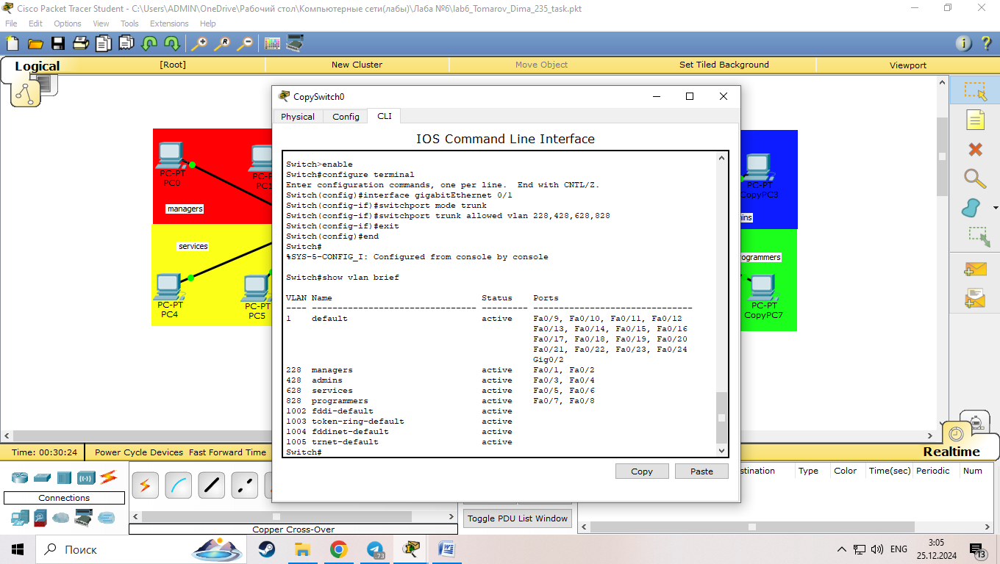 Cisco Packet Tracer Student - C:\Users\ADMIN\OneDrive\Рабочий стол\Компьютерные сети(лабы)\Лаба №6\lab6_Tomarov_Dima_235_task.pkt
File Edit Options View Tools Extensions Help
Logical [Root] New Cluster Move Object Set Tiled Background Viewport
CopySwitch0
Physical Config CLI
IOS Command Line Interface
Switch>enable
Switch#configure terminal
Enter configuration commands, one per line. End with CNTL/Z.
Switch(config)#interface gigabitEthernet 0/1
Switch(config-if)#switchport mode trunk
Switch(config-if)#switchport trunk allowed vlan 228,428,628,828
Switch(config-if)#exit
Switch(config)#end
Switch#
%SYS-5-CONFIG_I: Configured from console by console
Switch#show vlan brief
VLAN Name Status Ports
---- -------------------------------- --------- -------------------------------
1 default active Fa0/9, Fa0/10, Fa0/11, Fa0/12
Fa0/13, Fa0/14, Fa0/15, Fa0/16
Fa0/17, Fa0/18, Fa0/19, Fa0/20
Fa0/21, Fa0/22, Fa0/23, Fa0/24
Gig0/2
228 managers active Fa0/1, Fa0/2
428 admins active Fa0/3, Fa0/4
628 services active Fa0/5, Fa0/6
828 programmers active Fa0/7, Fa0/8
1002 fddi-default active
1003 token-ring-default active
1004 fddinet-default active
1005 trnet-default active
Switch#
Copy Paste
PC-PT
PC0
PC-P
PC1
managers
services
PC-PT
PC4
PC-PT
PC5
PC-PT
CopyPC3
ins
rogrammers
PC-PT
CopyPC7
Time: 00:30:24 Power Cycle Devices Fast Forward Time
Realtime
Connections
Copper Cross-Over
Toggle PDU List Window
stination Type Color Time(sec) Periodic Num
Поиск
73
ENG
3:05
25.12.2024
13